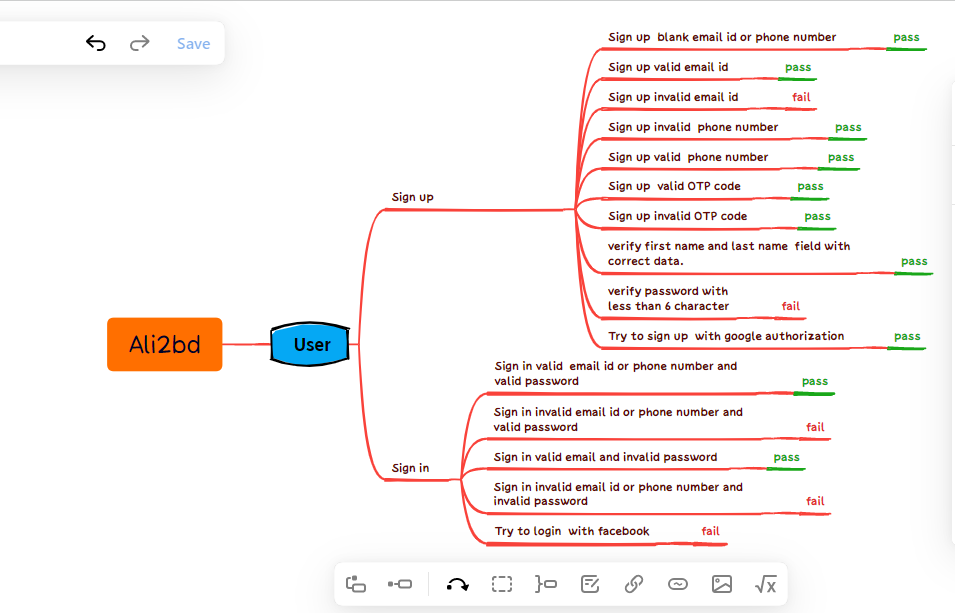 Save
Ali2bd
User
Sign up
Sign up  blank email id or phone number pass
Sign up valid email id pass
Sign up invalid email id fail
Sign up invalid  phone number pass
Sign up valid  phone number pass
Sign up  valid OTP code pass
Sign up invalid OTP code pass
verify first name and last name  field with
correct data. pass
verify password with
less than 6 character fail
Try to sign up  with google authorization pass
Sign in
Sign in valid  email id or phone number and
valid password pass
Sign in invalid email id or phone number and
valid password fail
Sign in valid email and invalid password pass
Sign in invalid email id or phone number and
invalid password fail
Try to login  with facebook fail